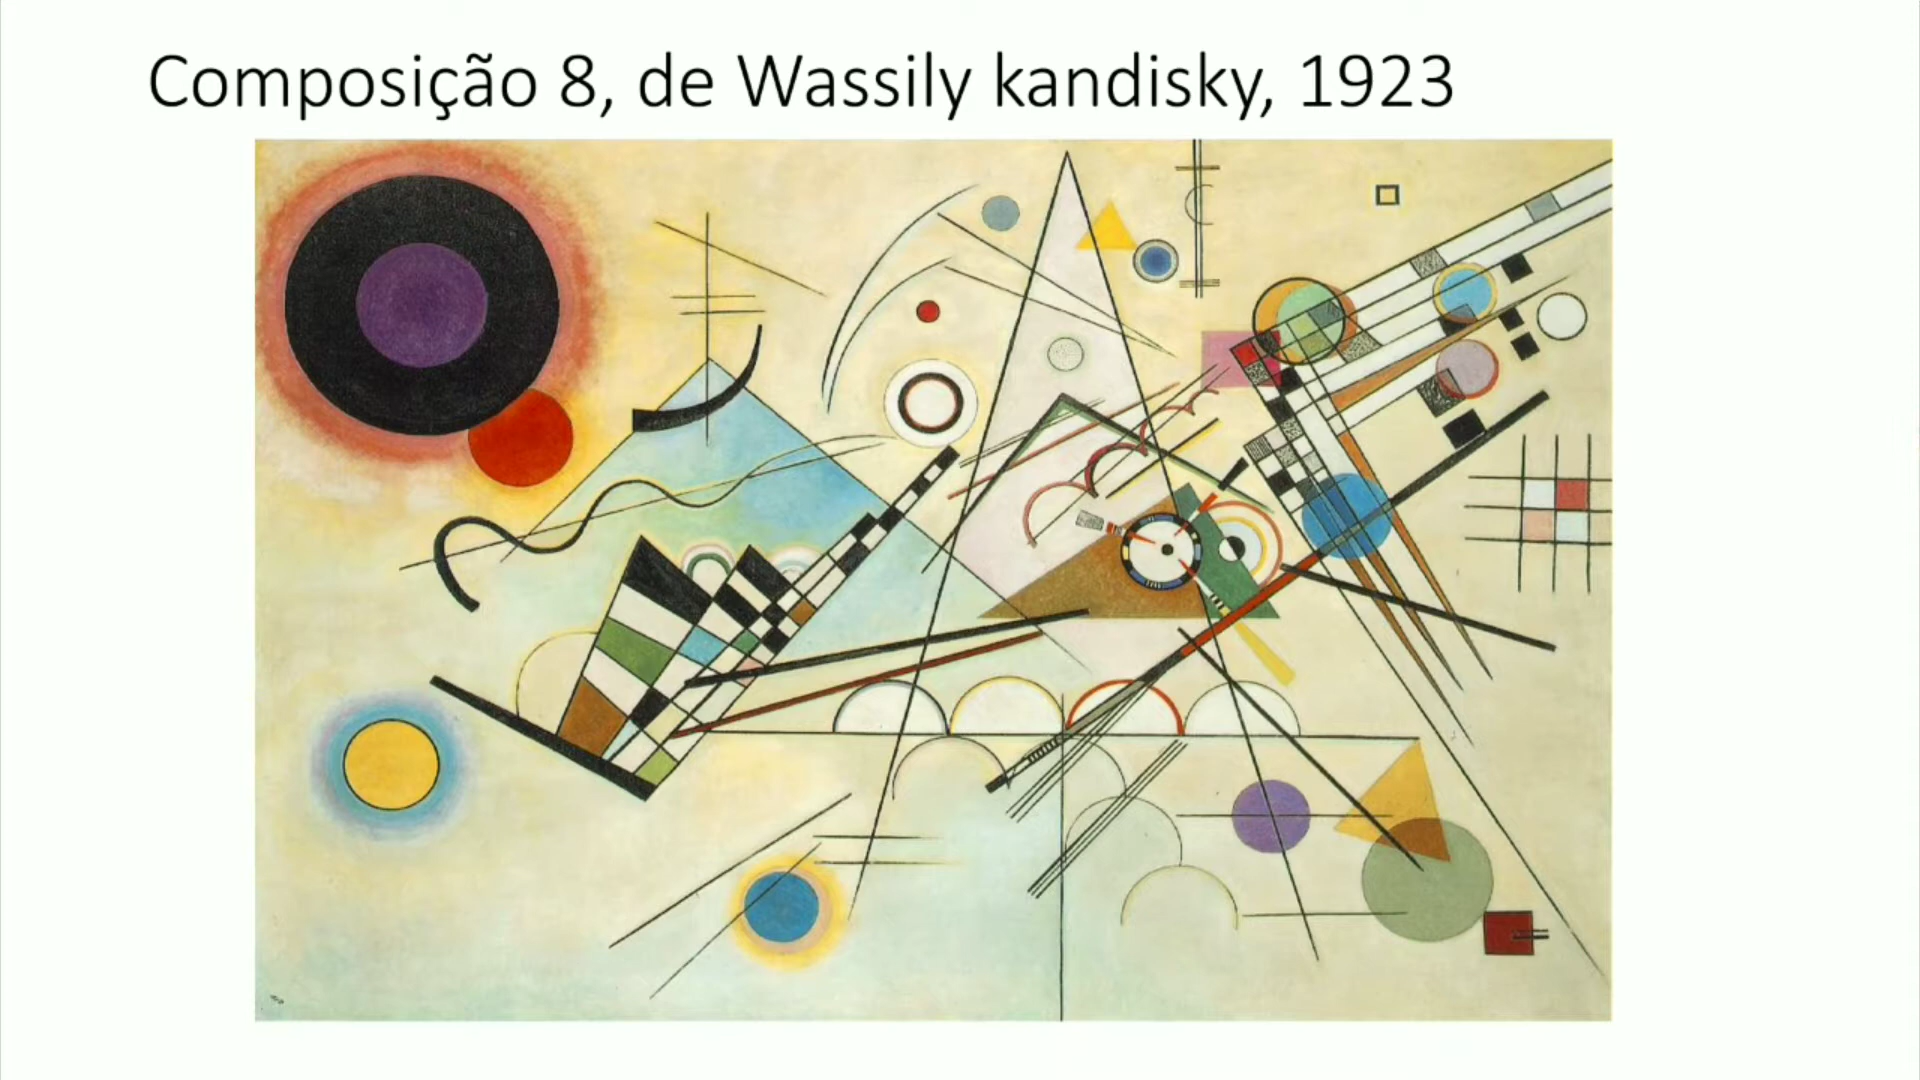 Composição 8, de Wassily kandisky, 1923